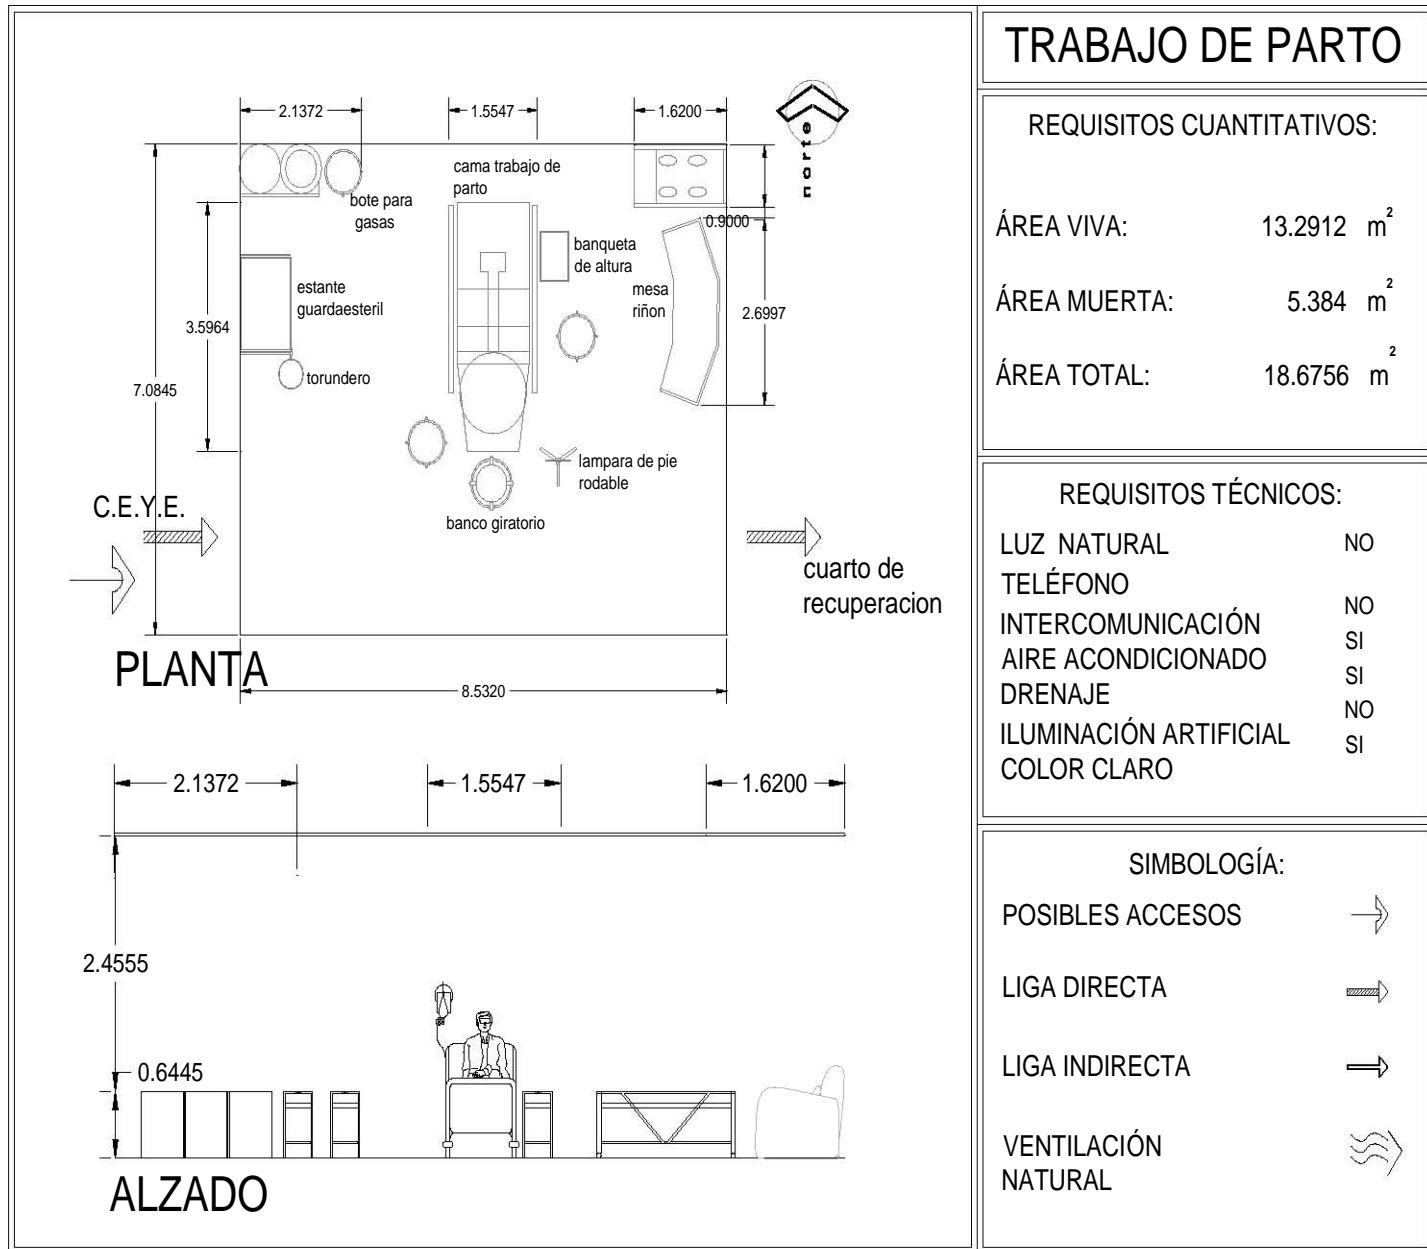 TRABAJO DE PARTO
REQUISITOS CUANTITATIVOS:
ÁREA VIVA: 13.2912 m²
ÁREA MUERTA: 5.384 m²
ÁREA TOTAL: 18.6756 m²
REQUISITOS TÉCNICOS:
LUZ NATURAL NO
TELÉFONO
NO
INTERCOMUNICACIÓN
SI
AIRE ACONDICIONADO
SI
DRENAJE
NO
ILUMINACIÓN ARTIFICIAL
SI
COLOR CLARO
SIMBOLOGÍA:
POSIBLES ACCESOS
LIGA DIRECTA
LIGA INDIRECTA
VENTILACIÓN
NATURAL
2.1372
1.5547
1.6200
norte
cama trabajo de
parto
bote para
gasas
0.9000
banqueta
de altura
estante
guardaesteril
mesa
riñon
3.5964
2.6997
torundero
7.0845
lampara de pie
rodable
C.E.Y.E.
banco giratorio
cuarto de
recuperacion
PLANTA
8.5320
2.1372
1.5547
1.6200
2.4555
0.6445
ALZADO